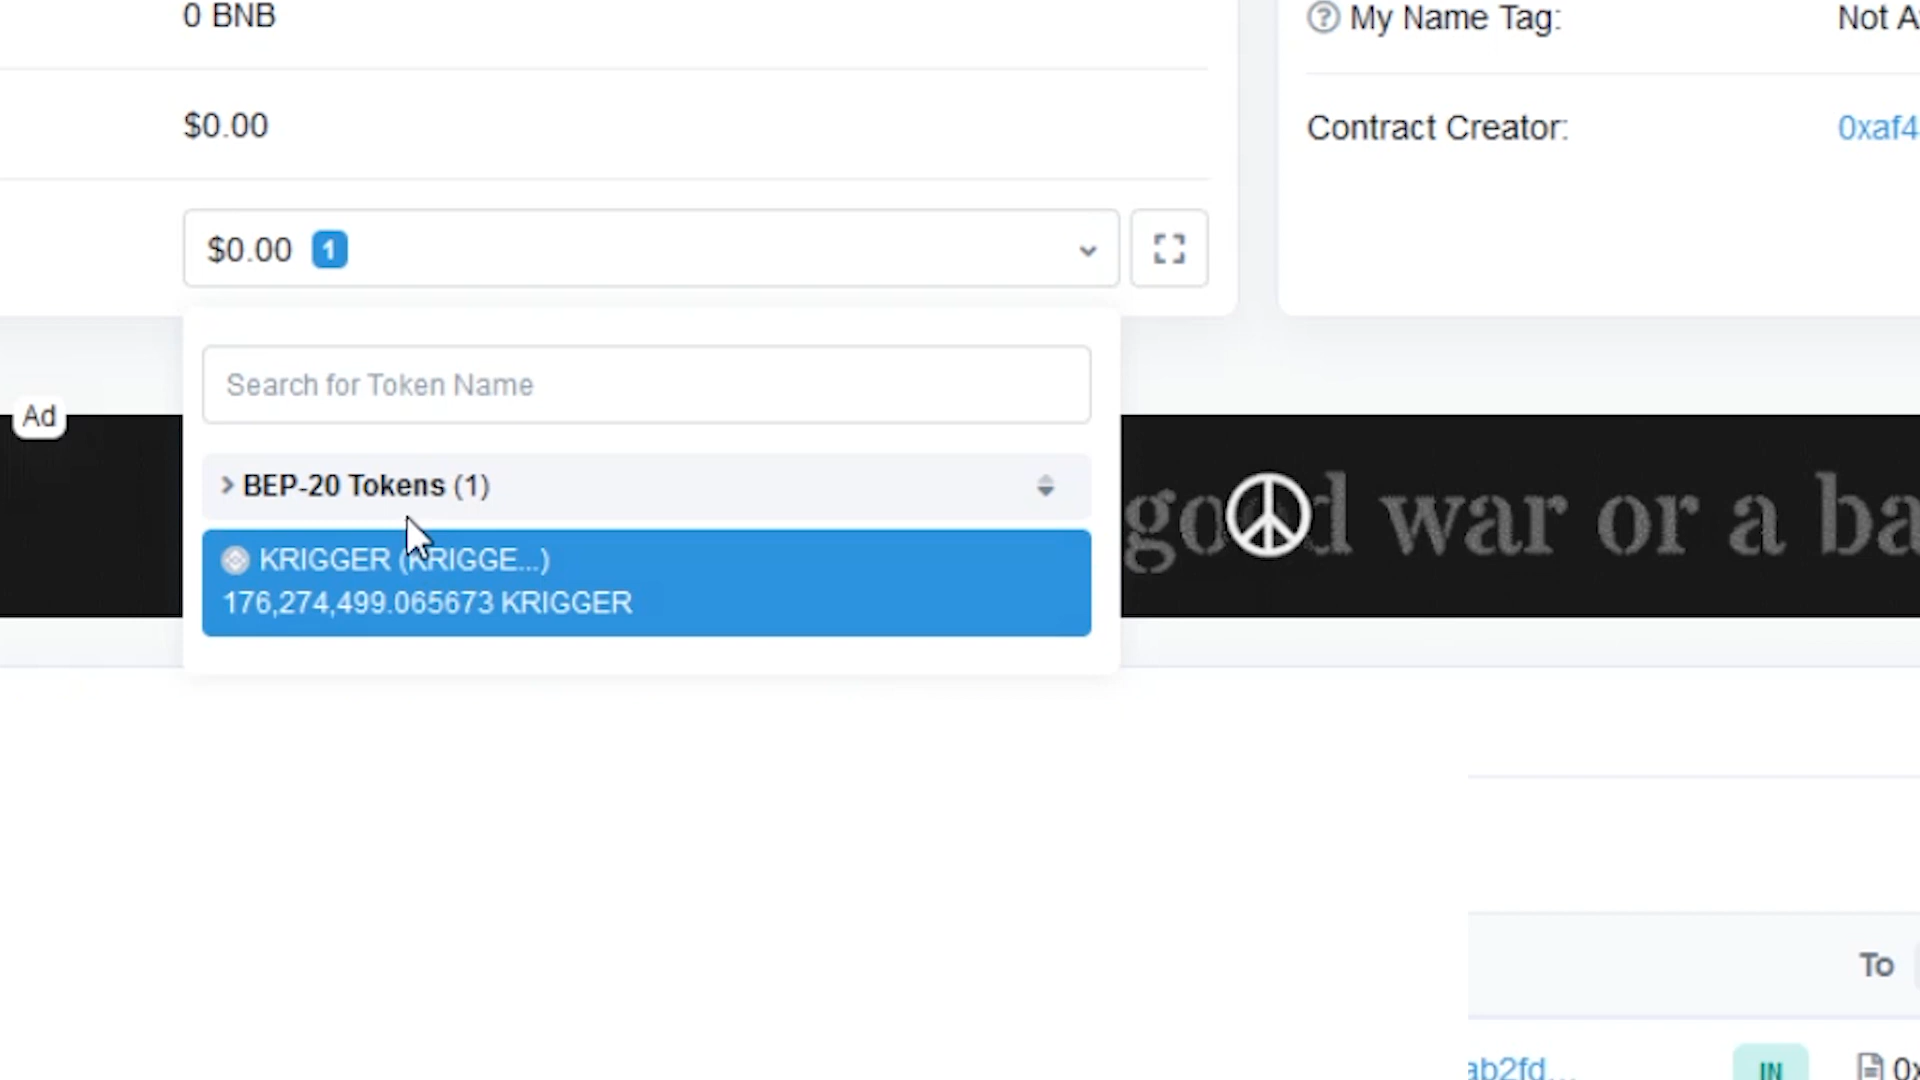 0 BNB
My Name Tag:
Not A
$0.00
Contract Creator:
0xaf4
$0.00 1
Search for Token Name
Ad
BEP-20 Tokens (1)
good war or a ba
KRIGGER (KRIGGE...)
176,274,499.065673 KRIGGER
To
ab2fd...
IN
0x